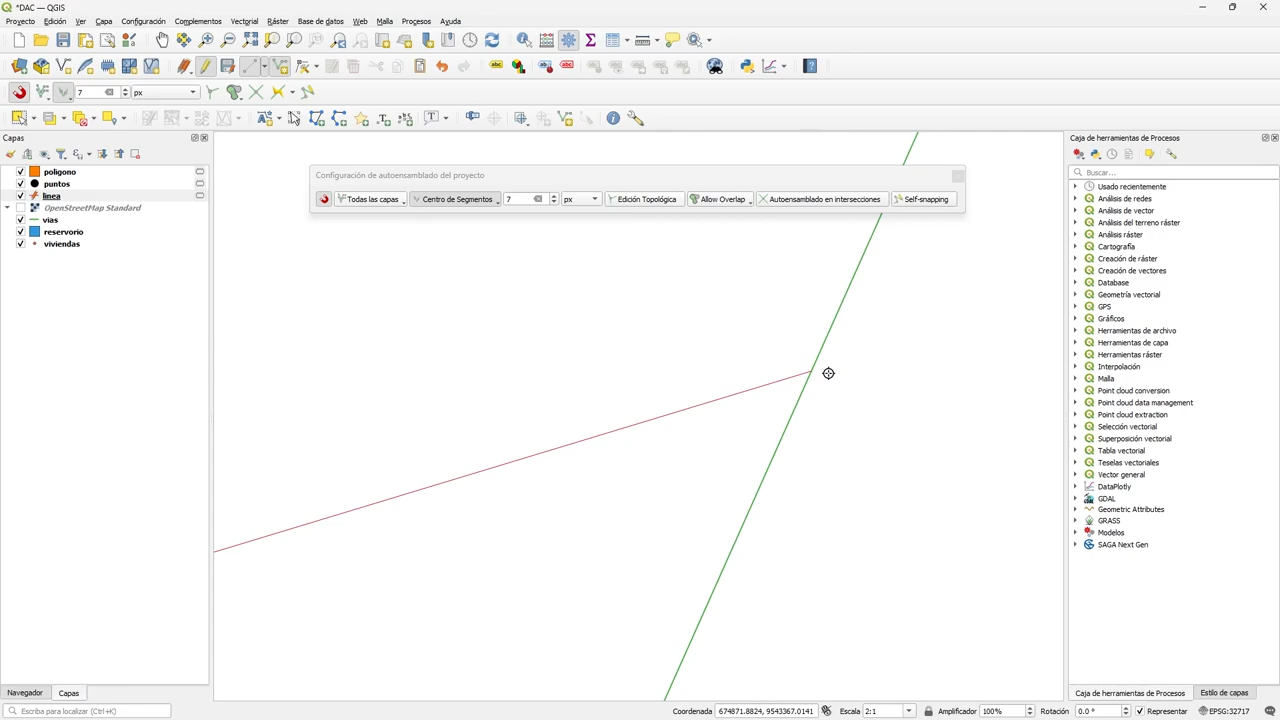 *DAC — QGIS
Proyecto Edición Ver Capa Configuración Complementos Vectorial Ráster Base de datos Web Malla Procesos Ayuda
7 px
Capas
poligono
puntos
linea
OpenStreetMap Standard
vias
reservorio
viviendas
Configuración de autoensamblado del proyecto
Todas las capas Centro de Segmentos 7 px Edición Topológica Allow Overlap Autoensamblado en intersecciones Self-snapping
Caja de herramientas de Procesos
Buscar...
Usado recientemente
Análisis de redes
Análisis de vector
Análisis del terreno ráster
Análisis ráster
Cartografía
Creación de ráster
Creación de vectores
Database
Geometría vectorial
GPS
Gráficos
Herramientas de archivo
Herramientas de capa
Herramientas ráster
Interpolación
Malla
Point cloud conversion
Point cloud data management
Point cloud extraction
Selección vectorial
Superposición vectorial
Tabla vectorial
Teselas vectoriales
Vector general
DataPlotly
GDAL
Geometric Attributes
GRASS
Modelos
SAGA Next Gen
Navegador Capas
Caja de herramientas de Procesos Estilo de capas
Escriba para localizar (Ctrl+K)
Coordenada 674871.8824, 9543367.0141 Escala 2:1 Amplificador 100% Rotación 0.0 ° Representar EPSG:32717